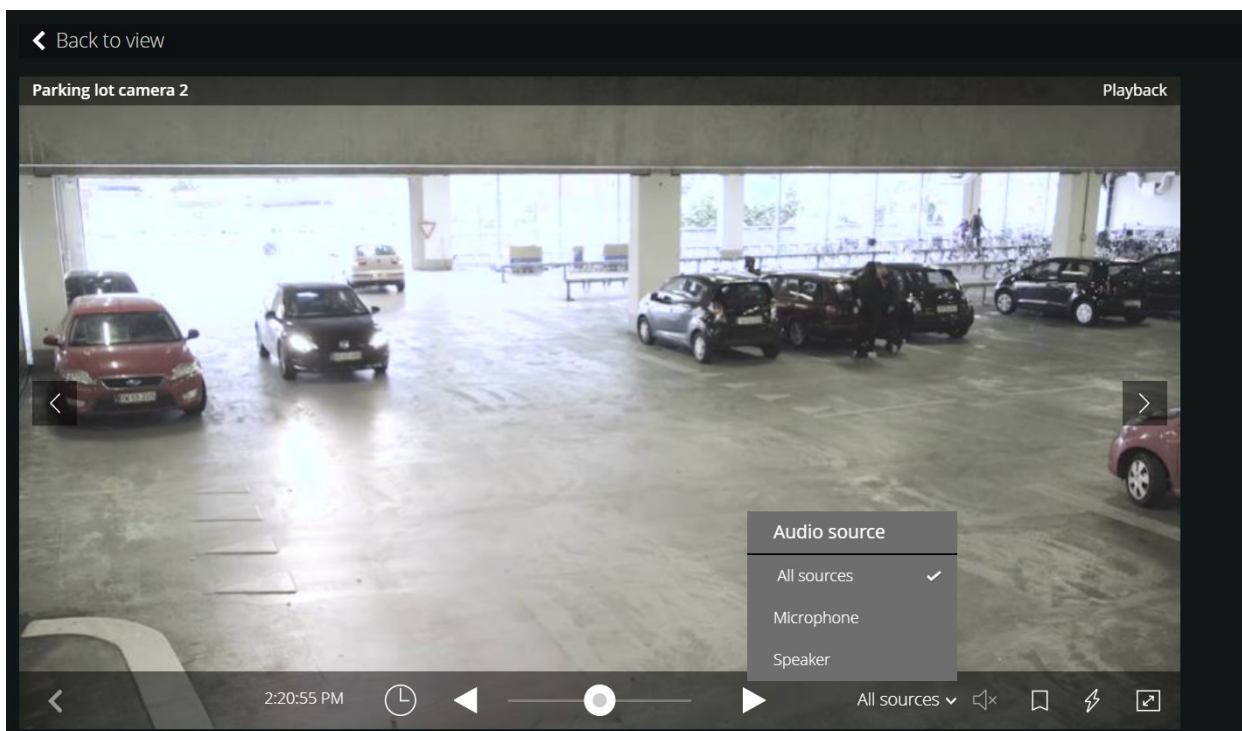 Back to view
Parking lot camera 2
Playback
Audio source
All sources
Microphone
Speaker
2:20:55 PM
All sources